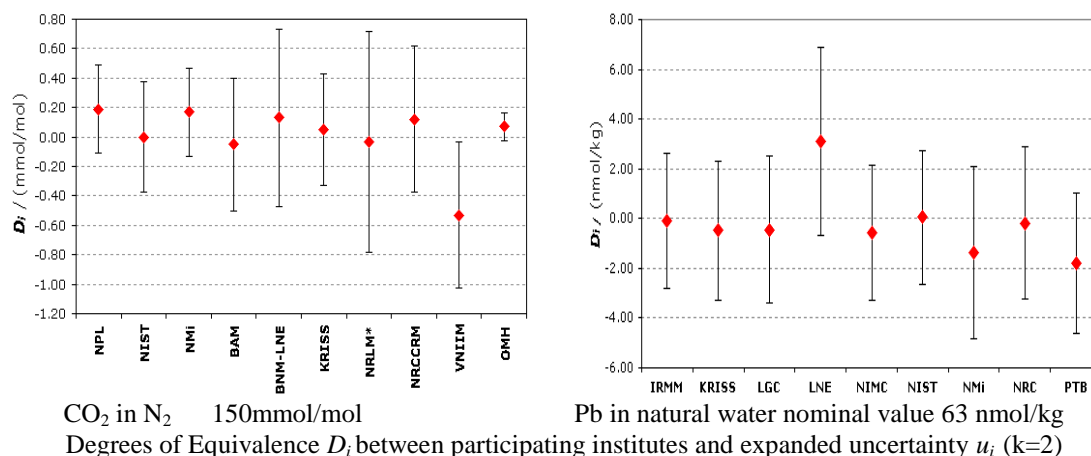 0.80
0.60
0.40
0.20
0.00
-0.20
-0.40
-0.60
-0.80
-1.00
-1.20
D𝑖 / (mmol/mol)
NPL
NIST
NMi
BAM
BNM-LNE
KRISS
NRLM*
NRCCRM
VNIIM
OMH
8.00
6.00
4.00
2.00
0.00
-2.00
-4.00
-6.00
D𝑖 / (nmol/kg)
IRMM KRISS LGC LNE NIMC NIST NMi NRC PTB
CO₂ in N₂ 150mmol/mol Pb in natural water nominal value 63 nmol/kg
Degrees of Equivalence Dᵢ between participating institutes and expanded uncertainty uᵢ (k=2)